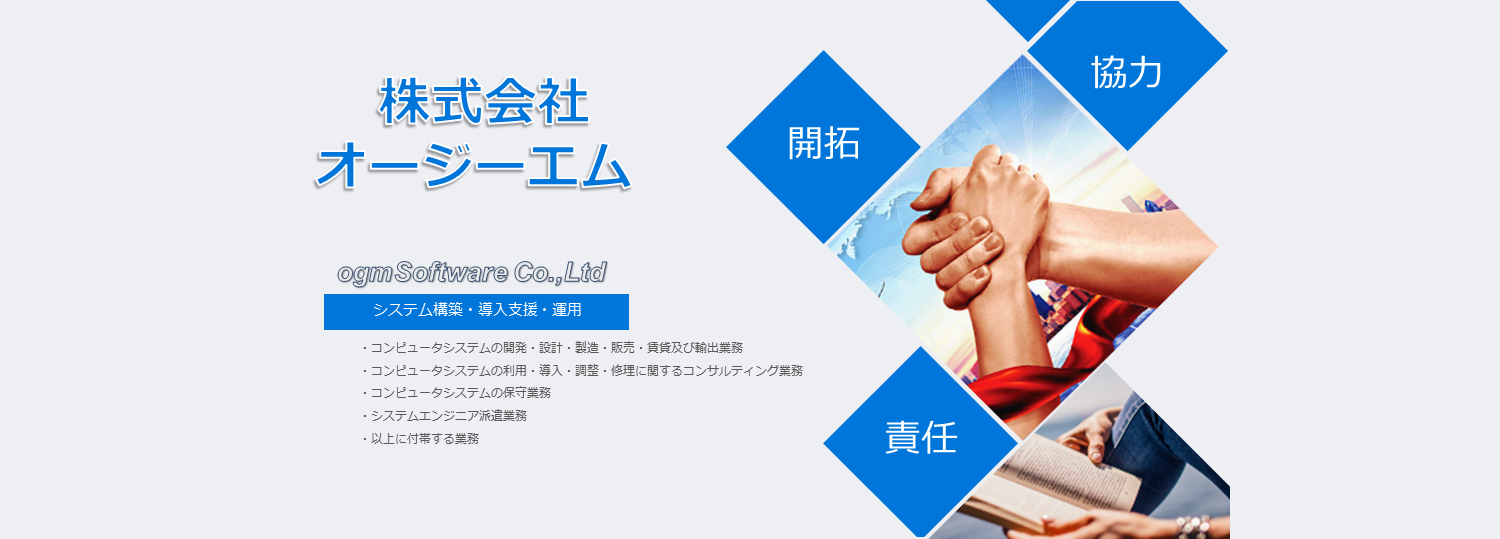 株式会社
オージーエム
ogmSoftware Co.,Ltd
システム構築・導入支援・運用
・コンピュータシステムの開発・設計・製造・販売・賃貸及び輸出業務
・コンピュータシステムの利用・導入・調整・修理に関するコンサルティング業務
・コンピュータシステムの保守業務
・システムエンジニア派遣業務
・以上に付帯する業務
開拓
協力
責任